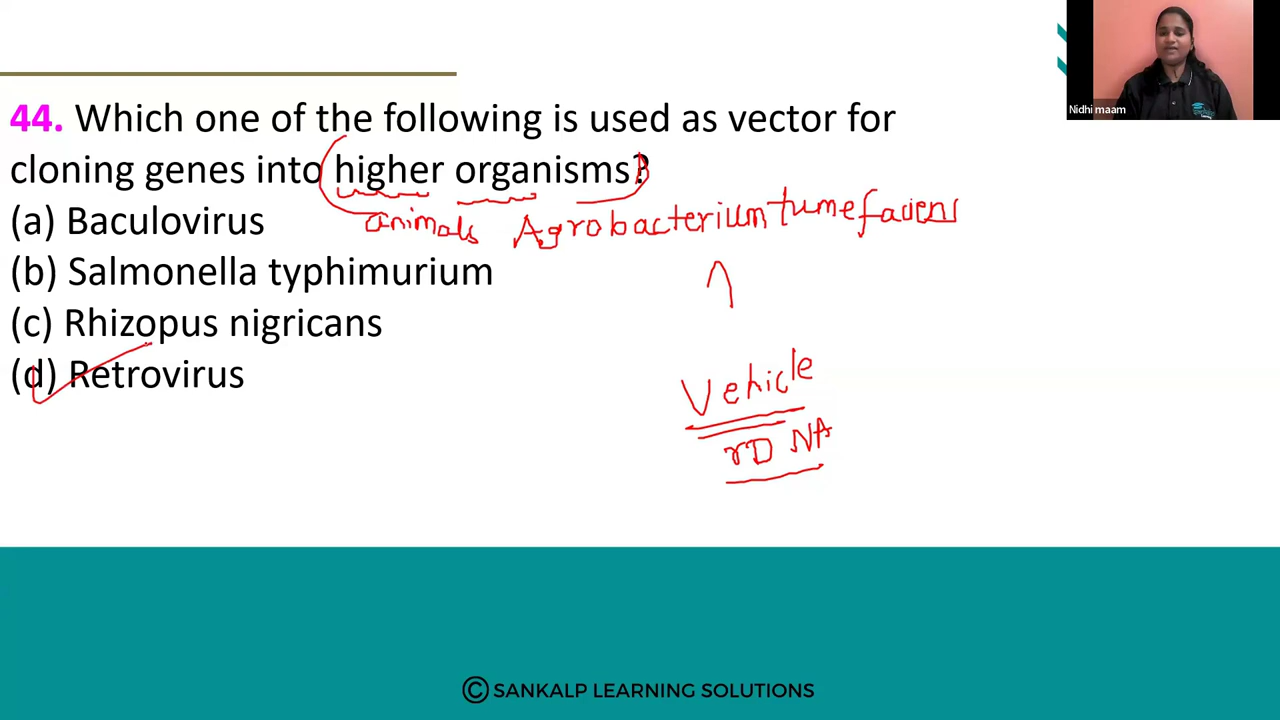 44. Which one of the following is used as vector for
cloning genes into higher organisms?
animals Agrobacterium tumefaciens
(a) Baculovirus
(b) Salmonella typhimurium
(c) Rhizopus nigricans
(d) Retrovirus
Vehicle
rDNA
Nidhi maam
© SANKALP LEARNING SOLUTIONS